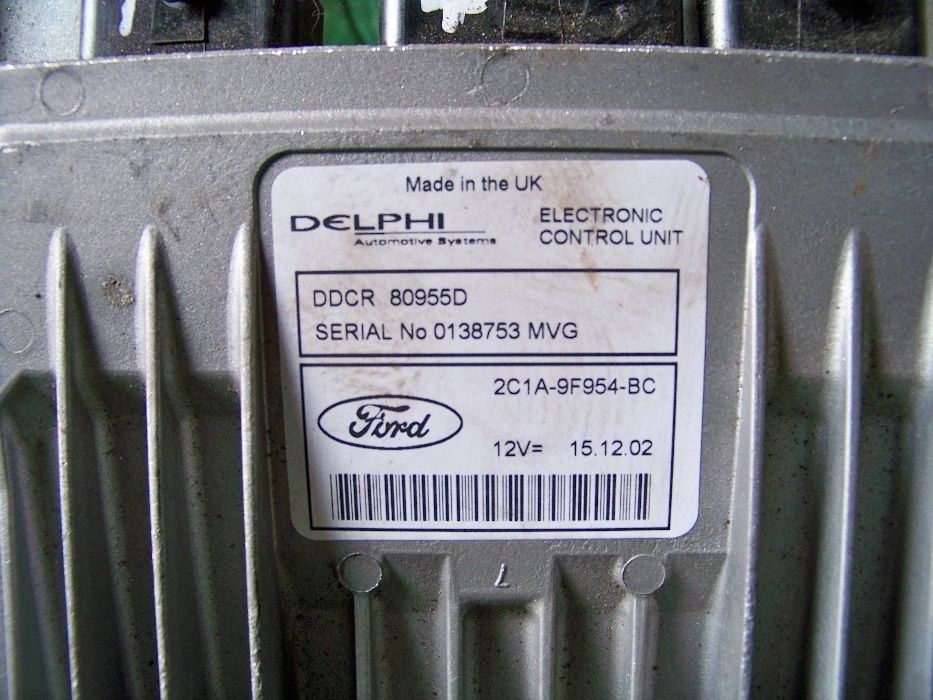 Made in the UK
DELPHI
Automotive Systems
ELECTRONIC
CONTROL UNIT
DDCR 80955D
SERIAL No 0138753 MVG
2C1A-9F954-BC
Ford
12V= 15.12.02
7